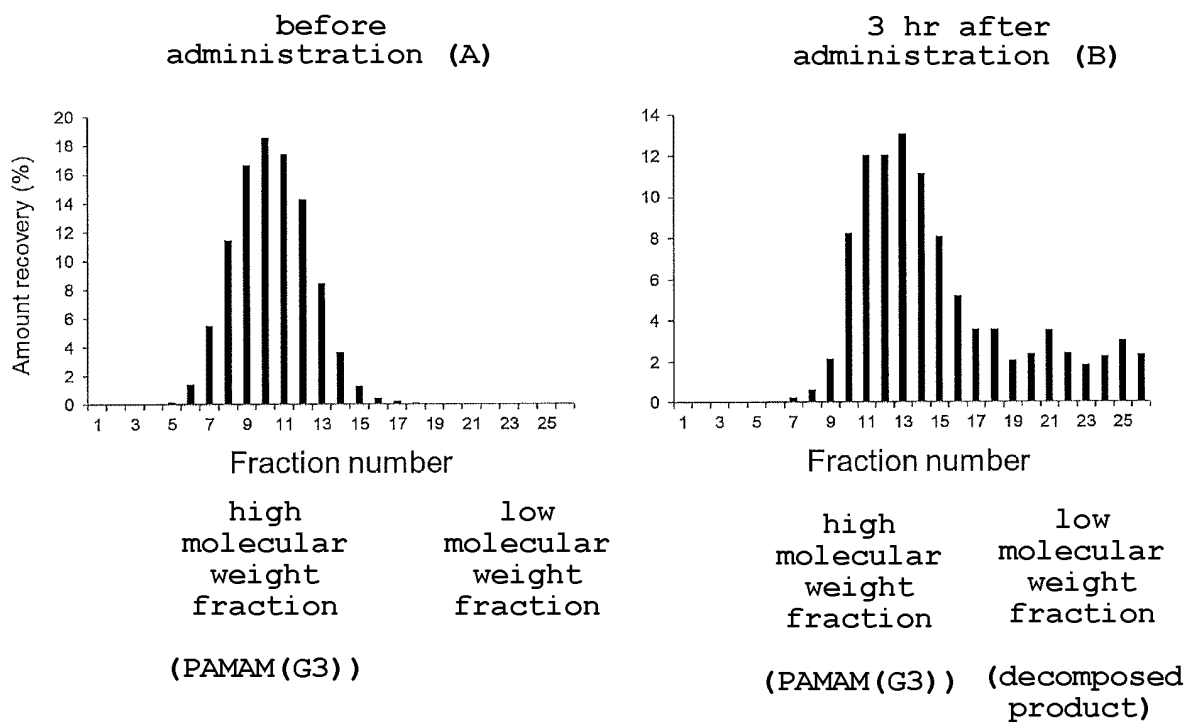 before
administration (A)
20
18
16
14
12
10
8
6
4
2
0
Amount recovery (%)
1 3 5 7 9 11 13 15 17 19 21 23 25
Fraction number
high
molecular
weight
fraction
(PAMAM(G3))
low
molecular
weight
fraction
3 hr after
administration (B)
14
12
10
8
6
4
2
0
1 3 5 7 9 11 13 15 17 19 21 23 25
Fraction number
high
molecular
weight
fraction
(PAMAM(G3))
low
molecular
weight
fraction
(decomposed
product)